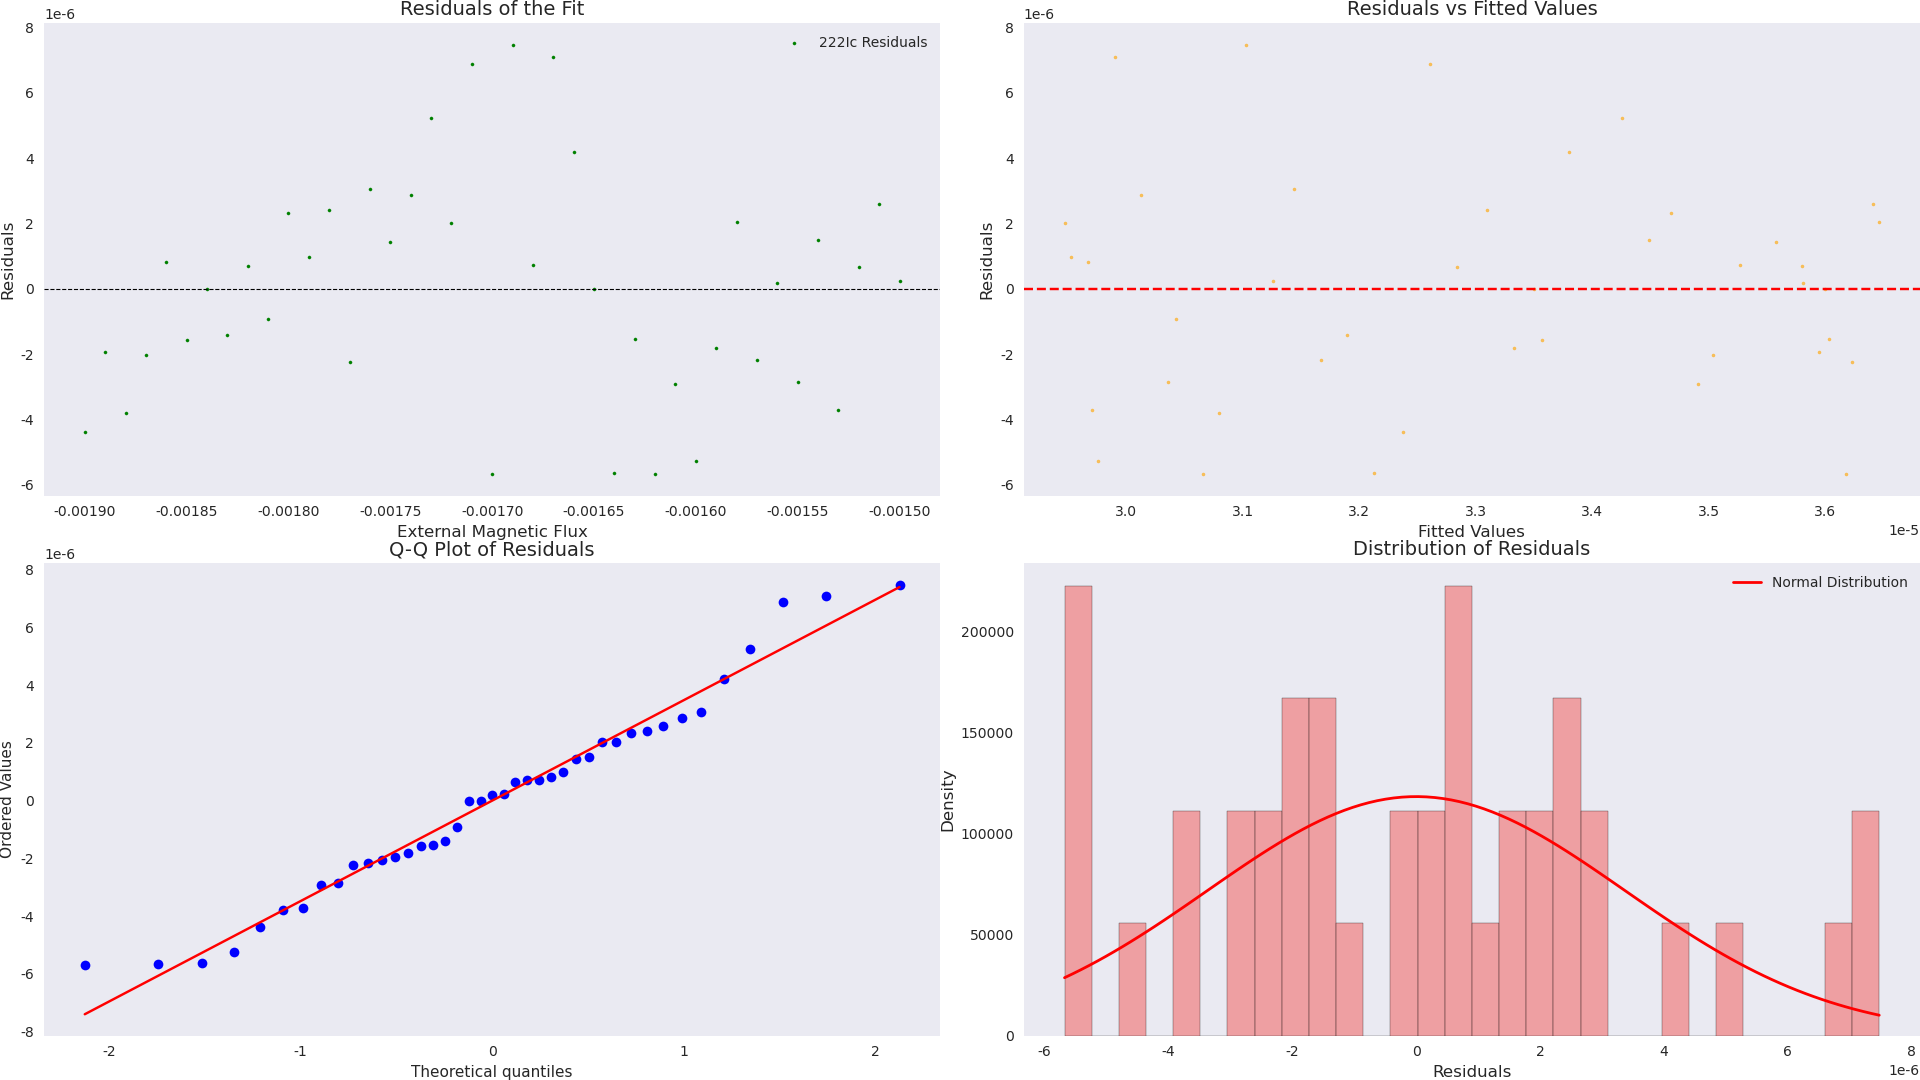 Residuals of the Fit
1e-6
222Ic Residuals
8
6
4
2
0
-2
-4
-6
Residuals
-0.00190 -0.00185 -0.00180 -0.00175 -0.00170 -0.00165 -0.00160 -0.00155 -0.00150
External Magnetic Flux
Residuals vs Fitted Values
1e-6
8
6
4
2
0
-2
-4
-6
Residuals
3.0 3.1 3.2 3.3 3.4 3.5 3.6
1e-5
Fitted Values
Q-Q Plot of Residuals
1e-6
8
6
4
2
0
-2
-4
-6
-8
Ordered Values
-2 -1 0 1 2
Theoretical quantiles
Distribution of Residuals
Normal Distribution
200000
150000
100000
50000
0
Density
-6 -4 -2 0 2 4 6 8
1e-6
Residuals